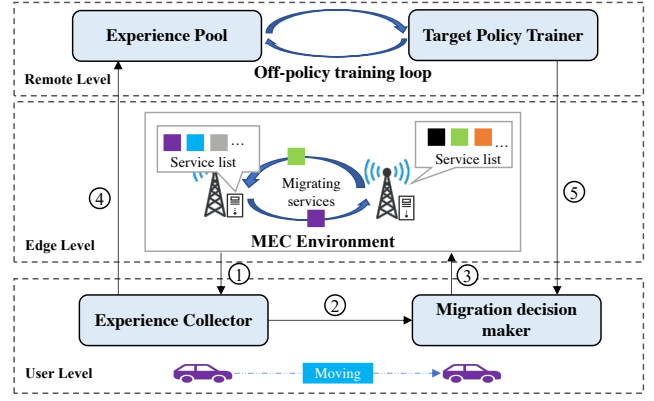 Experience Pool
Target Policy Trainer
Off-policy training loop
Remote Level
...
Service list
...
Service list
Migrating
services
④
⑤
MEC Environment
Edge Level
①
③
②
Experience Collector
Migration decision
maker
Moving
User Level